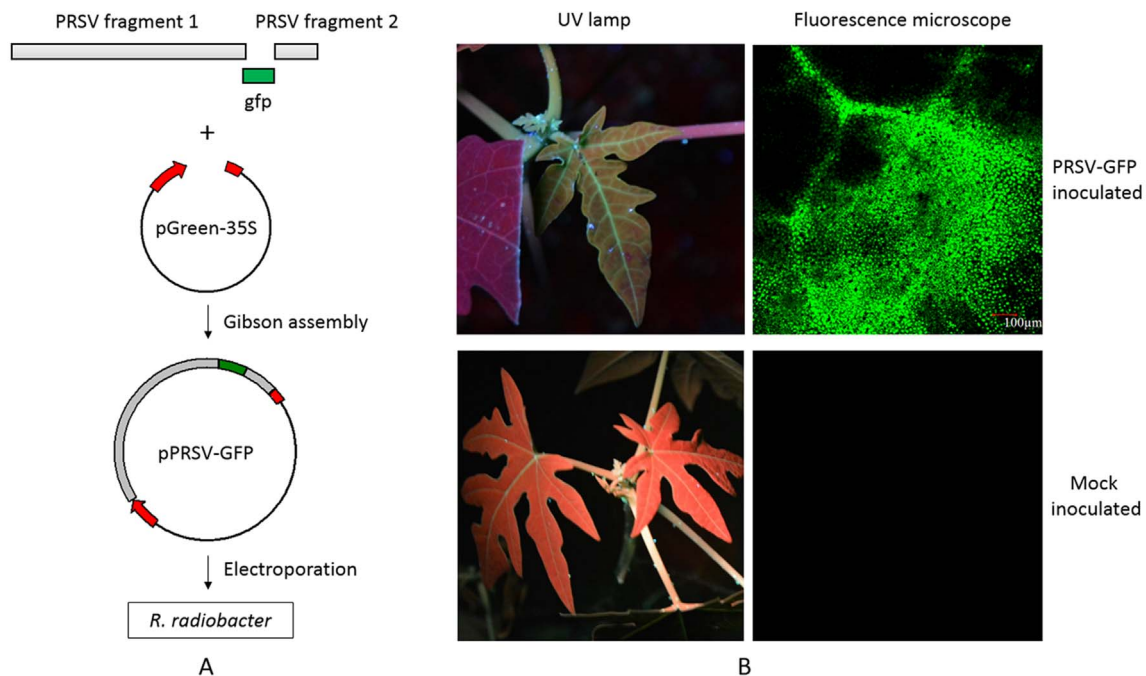 PRSV fragment 1 PRSV fragment 2
gfp
+
pGreen-35S
Gibson assembly
pPRSV-GFP
Electroporation
R. radiobacter
A
UV lamp Fluorescence microscope
PRSV-GFP
inoculated
100μm
Mock
inoculated
B